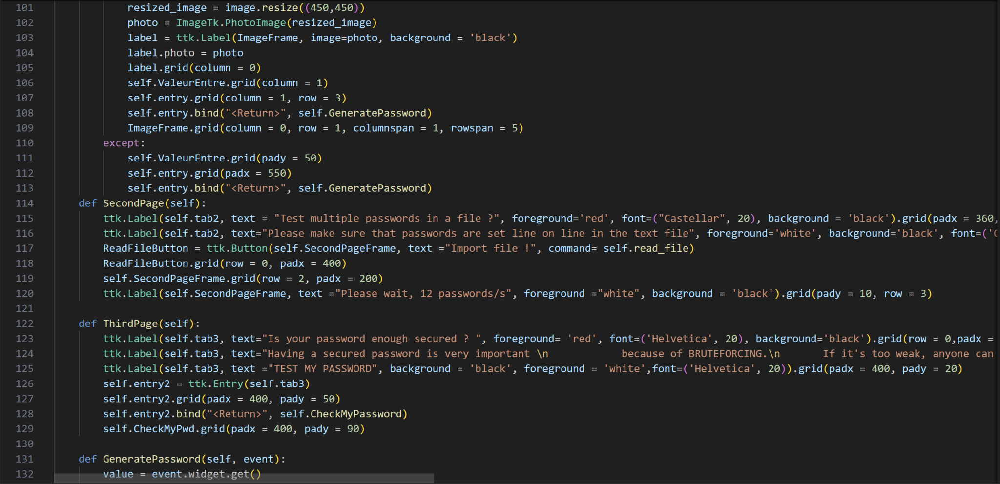 101 resized_image = image.resize((450,450))
102 photo = ImageTk.PhotoImage(resized_image)
103 label = ttk.Label(ImageFrame, image=photo, background = 'black')
104 label.photo = photo
105 label.grid(column = 0)
106 self.ValeurEntre.grid(column = 1)
107 self.entry.grid(column = 1, row = 3)
108 self.entry.bind("<Return>", self.GeneratePassword)
109 ImageFrame.grid(column = 0, row = 1, columnspan = 1, rowspan = 5)
110 except:
111 self.ValeurEntre.grid(pady = 50)
112 self.entry.grid(padx = 550)
113 self.entry.bind("<Return>", self.GeneratePassword)
114 def SecondPage(self):
115 ttk.Label(self.tab2, text = "Test multiple passwords in a file ?", foreground='red', font=("Castellar", 20), background = 'black').grid(padx = 360,
116 ttk.Label(self.tab2, text="Please make sure that passwords are set line on line in the text file", foreground='white', background='black', font=('
117 ReadFileButton = ttk.Button(self.SecondPageFrame, text ="Import file !", command= self.read_file)
118 ReadFileButton.grid(row = 0, padx = 400)
119 self.SecondPageFrame.grid(row = 2, padx = 200)
120 ttk.Label(self.SecondPageFrame, text ="Please wait, 12 passwords/s", foreground ="white", background = 'black').grid(pady = 10, row = 3)
121
122 def ThirdPage(self):
123 ttk.Label(self.tab3, text="Is your password enough secured ? ", foreground= 'red', font=('Helvetica', 20), background='black').grid(row = 0,padx =
124 ttk.Label(self.tab3, text="Having a secured password is very important \n            because of BRUTEFORCING.\n       If it's too weak, anyone can
125 ttk.Label(self.tab3, text ="TEST MY PASSWORD", background = 'black', foreground = 'white',font=('Helvetica', 20)).grid(padx = 400, pady = 20)
126 self.entry2 = ttk.Entry(self.tab3)
127 self.entry2.grid(padx = 400, pady = 50)
128 self.entry2.bind("<Return>", self.CheckMyPassword)
129 self.CheckMyPwd.grid(padx = 400, pady = 90)
130
131 def GeneratePassword(self, event):
132 value = event.widget.get()